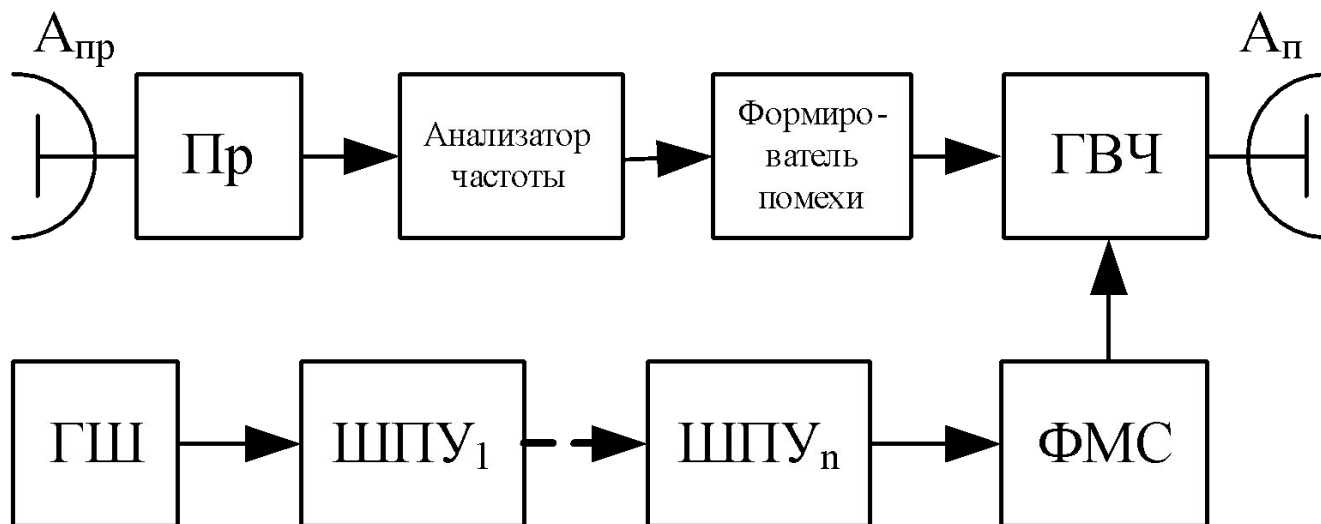 Aпр
Aп
Пр
Анализатор
частоты
Формиро-
ватель
помехи
ГВЧ
ГШ
ШПУ1
ШПУn
ФМС